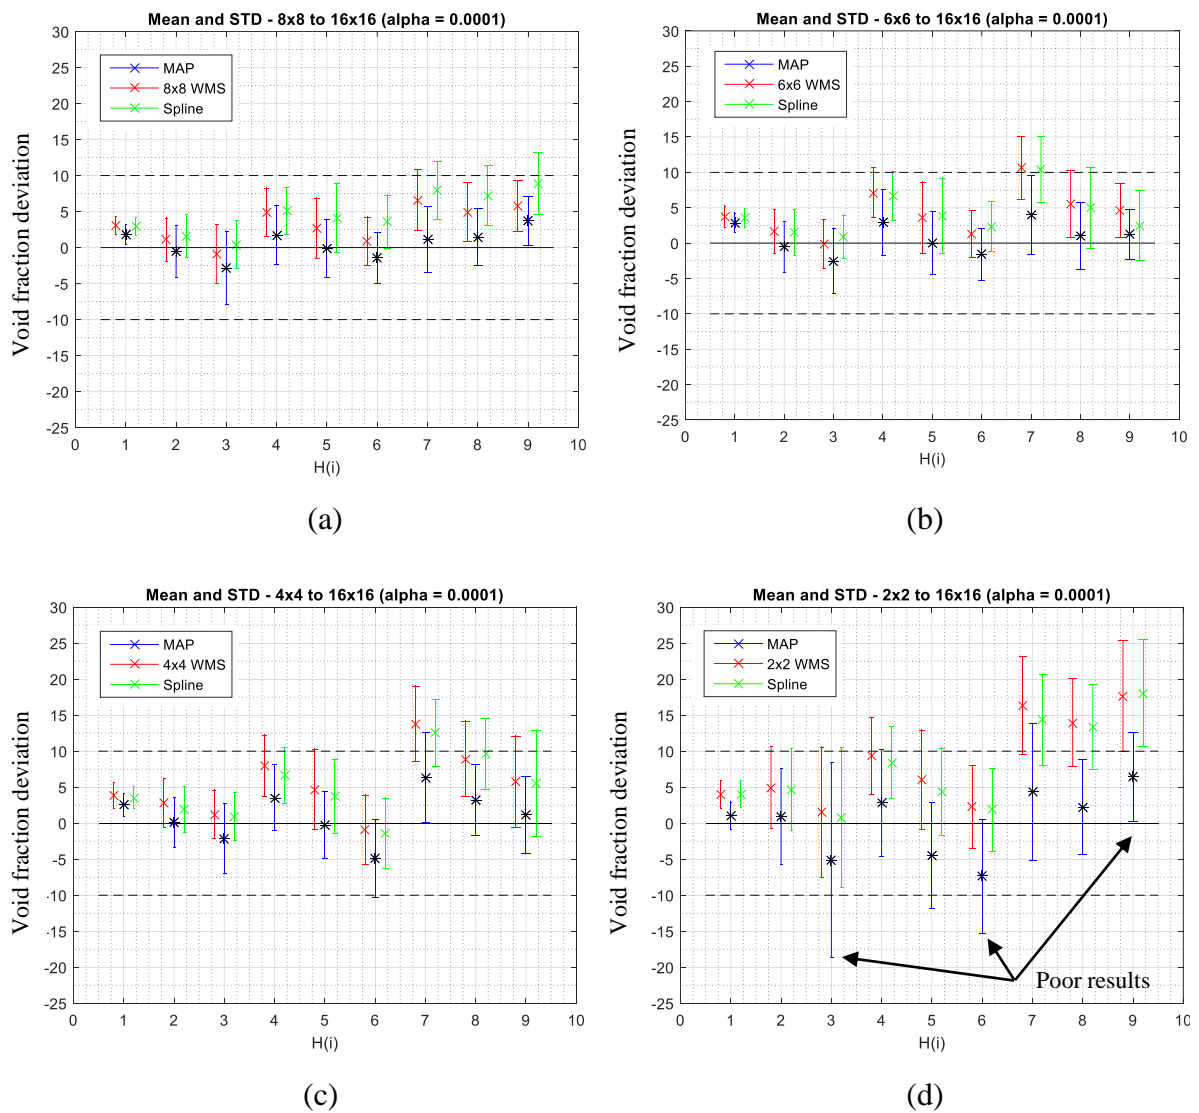 Mean and STD - 8x8 to 16x16 (alpha = 0.0001)
30
25
20
15
10
5
0
-5
-10
-15
-20
-25
Void fraction deviation
MAP
8x8 WMS
Spline
0 1 2 3 4 5 6 7 8 9 10
H(i)
(a)
Mean and STD - 6x6 to 16x16 (alpha = 0.0001)
30
25
20
15
10
5
0
-5
-10
-15
-20
-25
Void fraction deviation
MAP
6x6 WMS
Spline
0 1 2 3 4 5 6 7 8 9 10
H(i)
(b)
Mean and STD - 4x4 to 16x16 (alpha = 0.0001)
30
25
20
15
10
5
0
-5
-10
-15
-20
-25
Void fraction deviation
MAP
4x4 WMS
Spline
0 1 2 3 4 5 6 7 8 9 10
H(i)
(c)
Mean and STD - 2x2 to 16x16 (alpha = 0.0001)
30
25
20
15
10
5
0
-5
-10
-15
-20
-25
Void fraction deviation
MAP
2x2 WMS
Spline
Poor results
0 1 2 3 4 5 6 7 8 9 10
H(i)
(d)